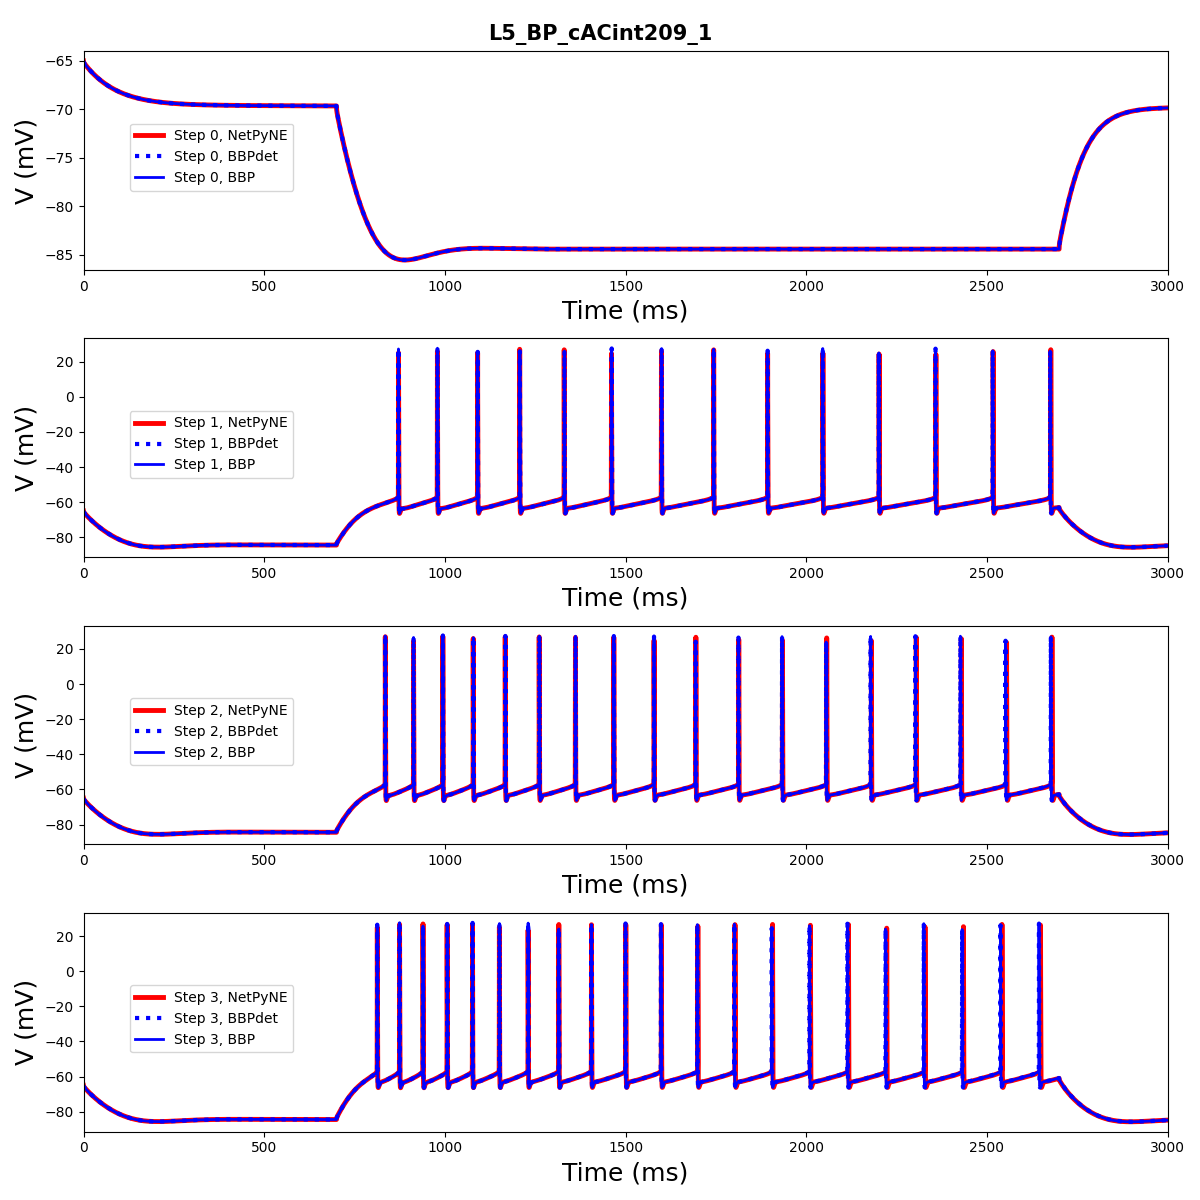 L5_BP_cACint209_1
−65
−70
−75
−80
−85
V (mV)
Step 0, NetPyNE
Step 0, BBPdet
Step 0, BBP
0 500 1000 1500 2000 2500 3000
Time (ms)
20
0
−20
−40
−60
−80
V (mV)
Step 1, NetPyNE
Step 1, BBPdet
Step 1, BBP
0 500 1000 1500 2000 2500 3000
Time (ms)
20
0
−20
−40
−60
−80
V (mV)
Step 2, NetPyNE
Step 2, BBPdet
Step 2, BBP
0 500 1000 1500 2000 2500 3000
Time (ms)
20
0
−20
−40
−60
−80
V (mV)
Step 3, NetPyNE
Step 3, BBPdet
Step 3, BBP
0 500 1000 1500 2000 2500 3000
Time (ms)